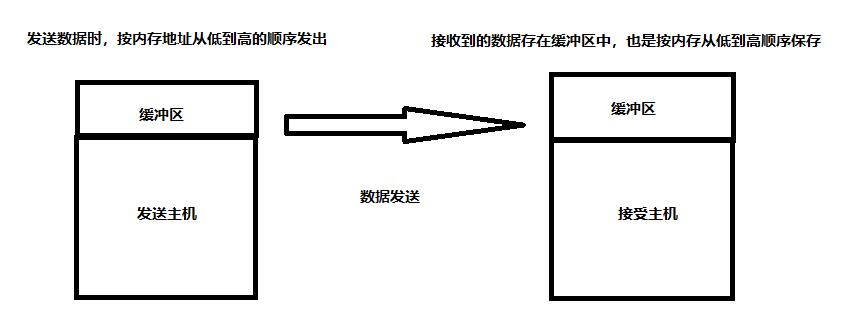 发送数据时，按内存地址从低到高的顺序发出
接收到的数据存在缓冲区中，也是按内存从低到高顺序保存
缓冲区
缓冲区
数据发送
发送主机
接受主机